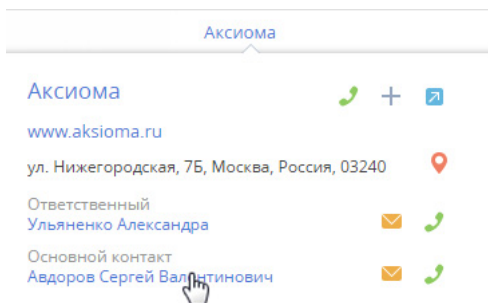 Аксиома
Аксиома
www.aksioma.ru
ул. Нижегородская, 7Б, Москва, Россия, 03240
Ответственный
Ульяненко Александра
Основной контакт
Авдоров Сергей Валентинович